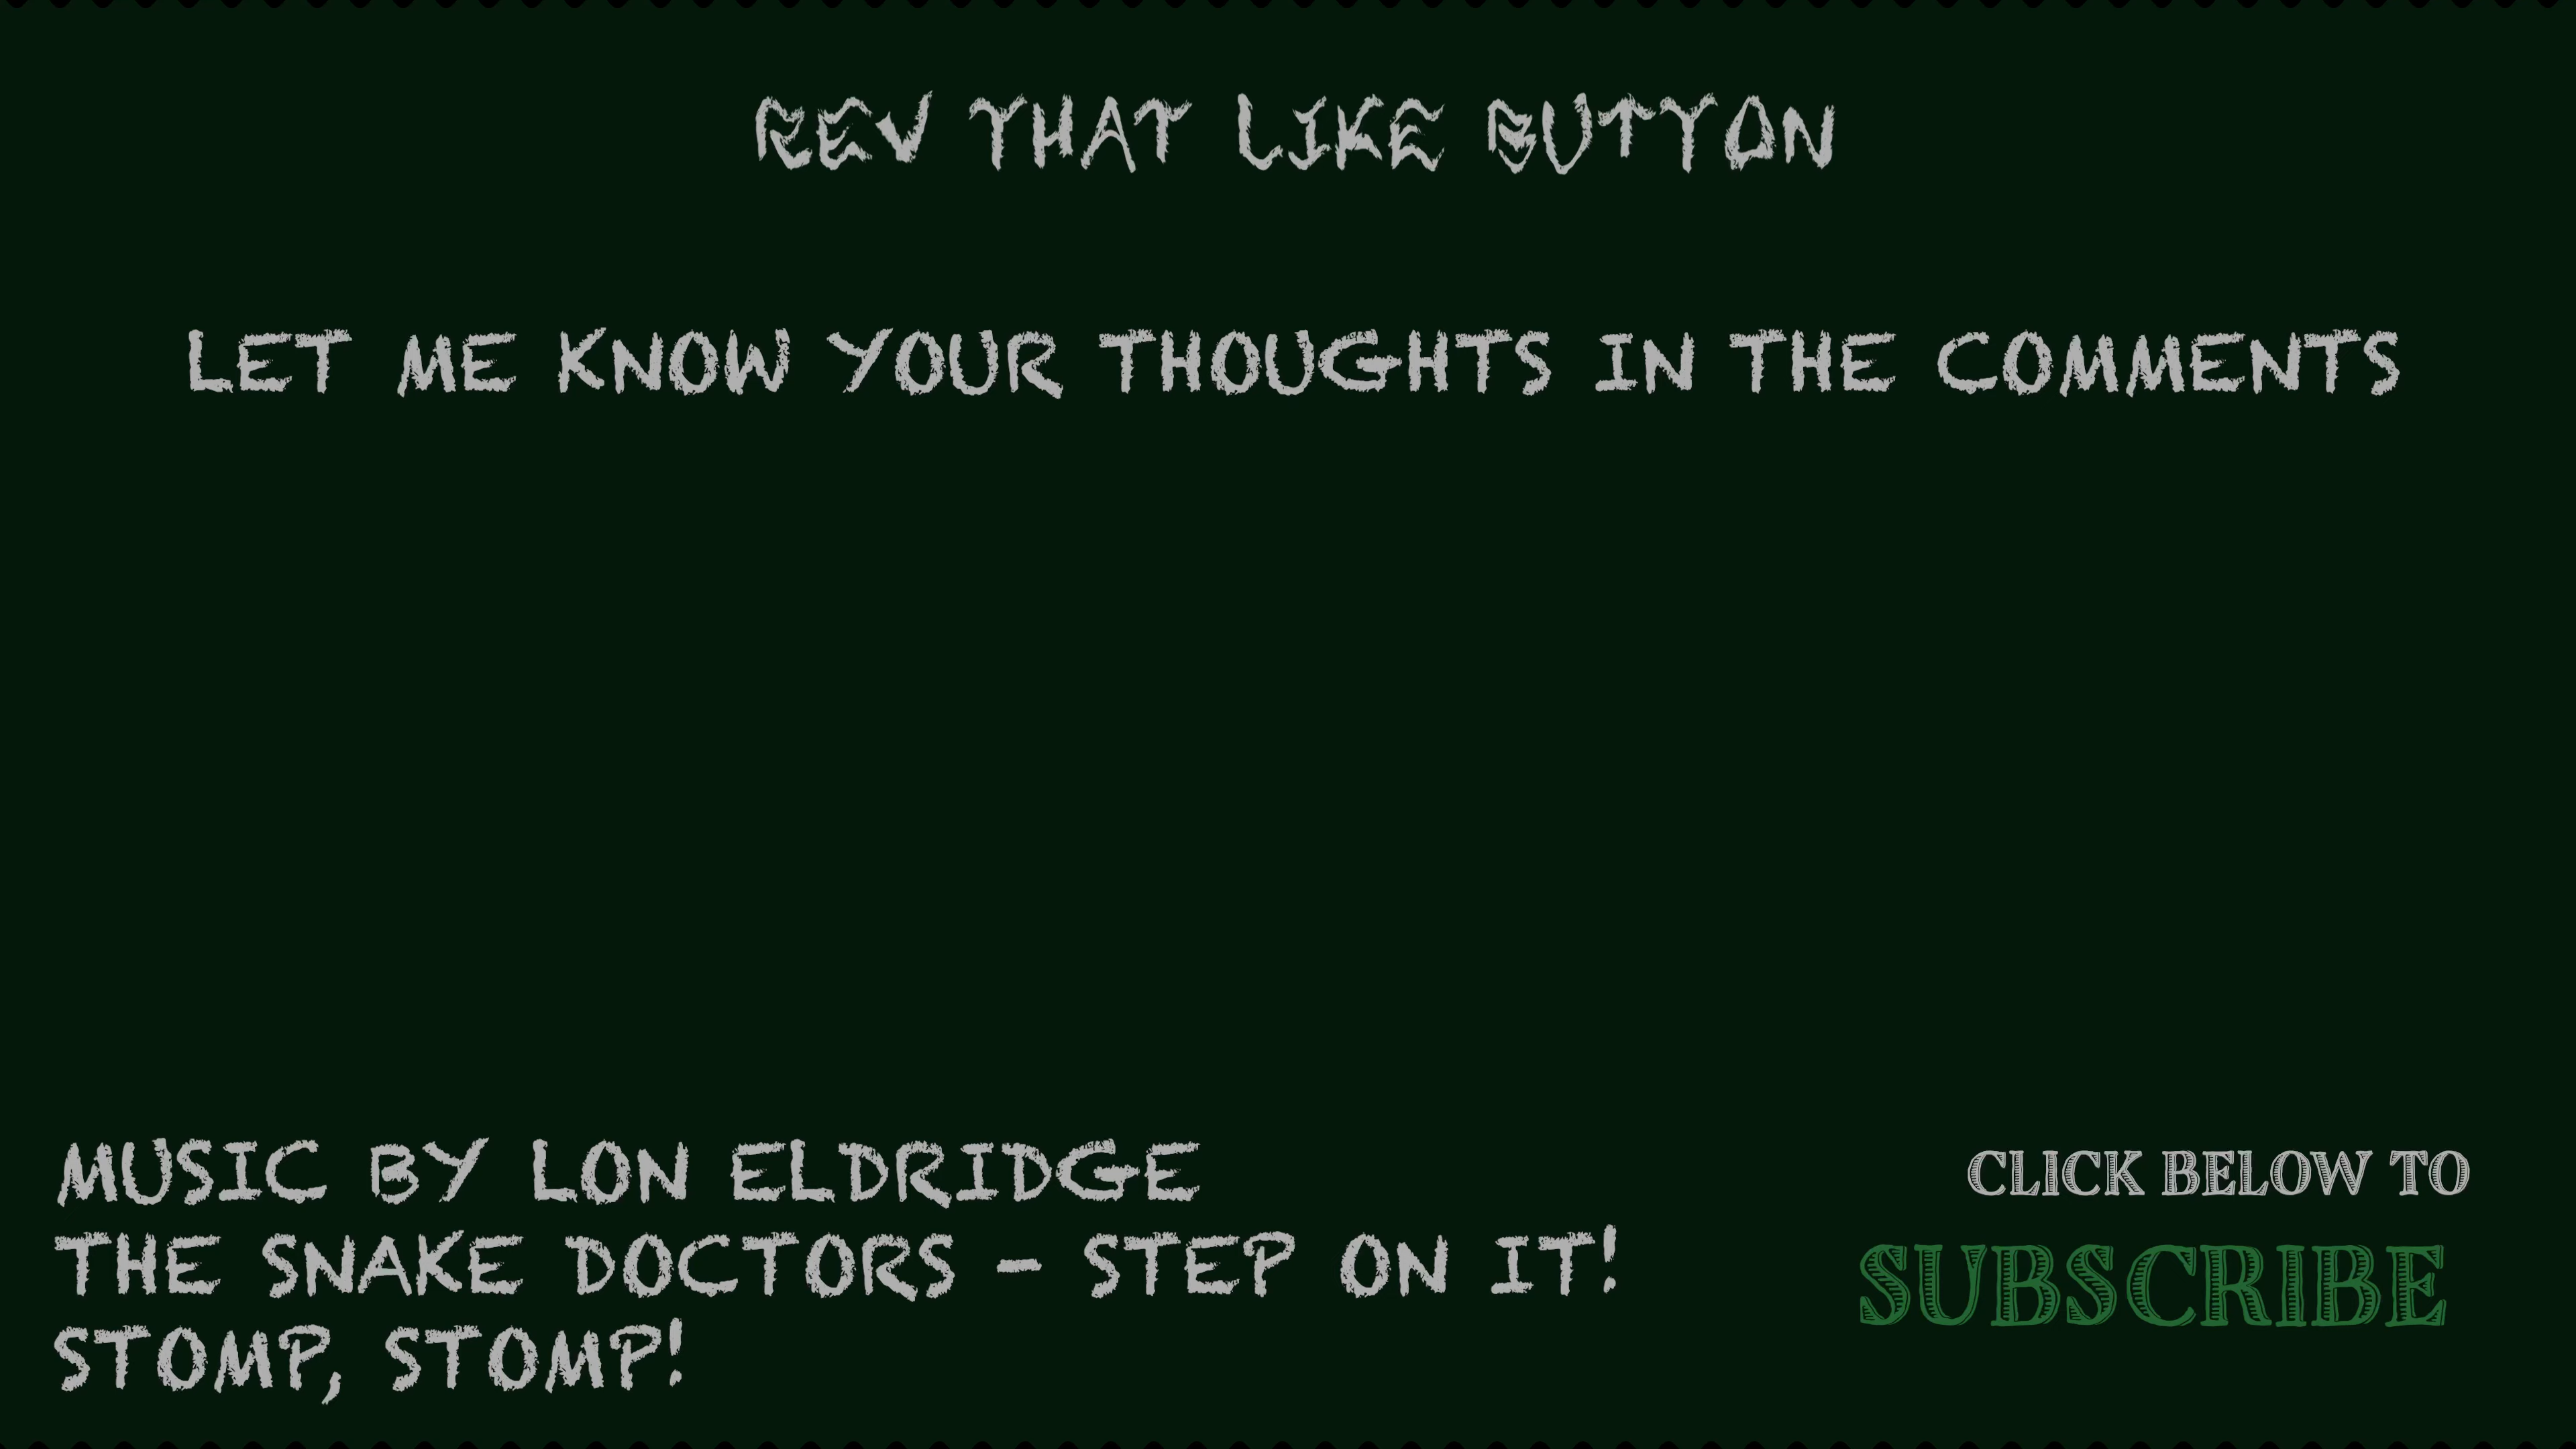 REV THAT LIKE BUTTON
LET ME KNOW YOUR THOUGHTS IN THE COMMENTS
MUSIC BY LON ELDRIDGE
THE SNAKE DOCTORS - STEP ON IT!
STOMP, STOMP!
CLICK BELOW TO
SUBSCRIBE